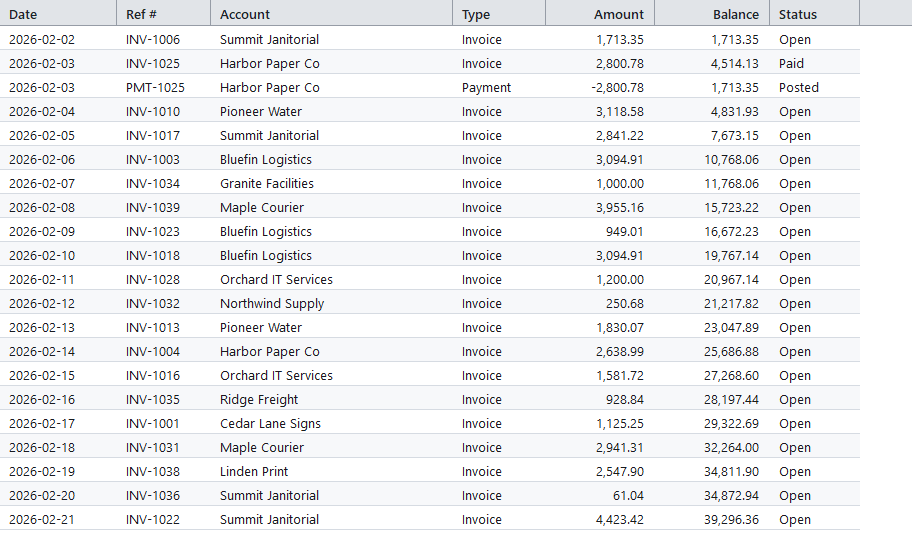 Date Ref # Account Type Amount Balance Status
2026-02-02 INV-1006 Summit Janitorial Invoice 1,713.35 1,713.35 Open
2026-02-03 INV-1025 Harbor Paper Co Invoice 2,800.78 4,514.13 Paid
2026-02-03 PMT-1025 Harbor Paper Co Payment -2,800.78 1,713.35 Posted
2026-02-04 INV-1010 Pioneer Water Invoice 3,118.58 4,831.93 Open
2026-02-05 INV-1017 Summit Janitorial Invoice 2,841.22 7,673.15 Open
2026-02-06 INV-1003 Bluefin Logistics Invoice 3,094.91 10,768.06 Open
2026-02-07 INV-1034 Granite Facilities Invoice 1,000.00 11,768.06 Open
2026-02-08 INV-1039 Maple Courier Invoice 3,955.16 15,723.22 Open
2026-02-09 INV-1023 Bluefin Logistics Invoice 949.01 16,672.23 Open
2026-02-10 INV-1018 Bluefin Logistics Invoice 3,094.91 19,767.14 Open
2026-02-11 INV-1028 Orchard IT Services Invoice 1,200.00 20,967.14 Open
2026-02-12 INV-1032 Northwind Supply Invoice 250.68 21,217.82 Open
2026-02-13 INV-1013 Pioneer Water Invoice 1,830.07 23,047.89 Open
2026-02-14 INV-1004 Harbor Paper Co Invoice 2,638.99 25,686.88 Open
2026-02-15 INV-1016 Orchard IT Services Invoice 1,581.72 27,268.60 Open
2026-02-16 INV-1035 Ridge Freight Invoice 928.84 28,197.44 Open
2026-02-17 INV-1001 Cedar Lane Signs Invoice 1,125.25 29,322.69 Open
2026-02-18 INV-1031 Maple Courier Invoice 2,941.31 32,264.00 Open
2026-02-19 INV-1038 Linden Print Invoice 2,547.90 34,811.90 Open
2026-02-20 INV-1036 Summit Janitorial Invoice 61.04 34,872.94 Open
2026-02-21 INV-1022 Summit Janitorial Invoice 4,423.42 39,296.36 Open